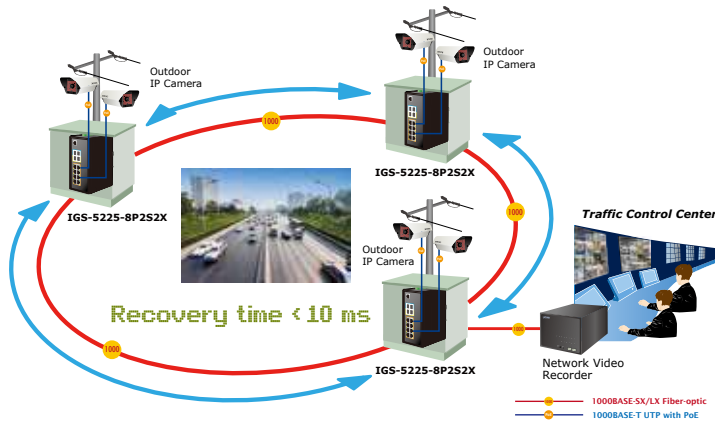 Outdoor
IP Camera
1000
IGS-5225-8P2S2X
Outdoor
IP Camera
IGS-5225-8P2S2X
1000
Traffic Control Center
Outdoor
IP Camera
Recovery time < 10 ms
1000
1000
IGS-5225-8P2S2X
Network Video
Recorder
1000BASE-SX/LX Fiber-optic
1000BASE-T UTP with PoE